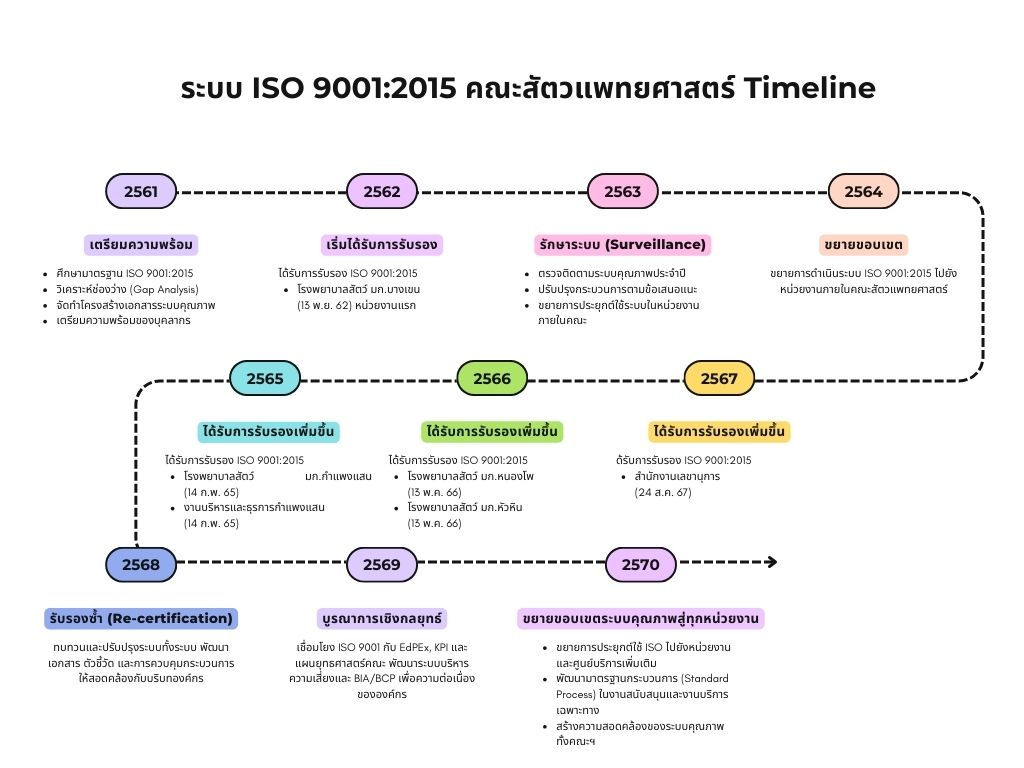 ระบบ ISO 9001:2015 คณะสัตวแพทยศาสตร์ Timeline
2561
เตรียมความพร้อม
• ศึกษามาตรฐาน ISO 9001:2015
• วิเคราะห์ช่องว่าง (Gap Analysis)
• จัดทำโครงสร้างเอกสารระบบคุณภาพ
• เตรียมความพร้อมของบุคลากร
2562
เริ่มได้รับการรับรอง
ได้รับการรับรอง ISO 9001:2015
• โรงพยาบาลสัตว์ มก.บางเขน
(13 พ.ย. 62) หน่วยงานแรก
2563
รักษาระบบ (Surveillance)
• ตรวจติดตามระบบคุณภาพประจำปี
• ปรับปรุงกระบวนการตามข้อเสนอแนะ
• ขยายการประยุกต์ใช้ระบบในหน่วยงาน
ภายในคณะ
2564
ขยายขอบเขต
ขยายการดำเนินระบบ ISO 9001:2015 ไปยัง
หน่วยงานภายในคณะสัตวแพทยศาสตร์
2565
ได้รับการรับรองเพิ่มขึ้น
ได้รับการรับรอง ISO 9001:2015
• โรงพยาบาลสัตว์ มก.กำแพงแสน
(14 ก.พ. 65)
• งานบริหารและธุรการกำแพงแสน
(14 ก.พ. 65)
2566
ได้รับการรับรองเพิ่มขึ้น
ได้รับการรับรอง ISO 9001:2015
• โรงพยาบาลสัตว์ มก.หนองโพ
(13 พ.ค. 66)
• โรงพยาบาลสัตว์ มก.หัวหิน
(13 พ.ค. 66)
2567
ได้รับการรับรองเพิ่มขึ้น
ด้รับการรับรอง ISO 9001:2015
• สำนักงานเลขานุการ
(24 ส.ค. 67)
2568
รับรองซ้ำ (Re-certification)
ทบทวนและปรับปรุงระบบทั้งระบบ พัฒนา
เอกสาร ตัวชี้วัด และการควบคุมกระบวนการ
ให้สอดคล้องกับบริบทองค์กร
2569
บูรณาการเชิงกลยุทธ์
เชื่อมโยง ISO 9001 กับ EdPEx, KPI และ
แผนยุทธศาสตร์คณะ พัฒนาระบบบริหาร
ความเสี่ยงและ BIA/BCP เพื่อความต่อเนื่อง
ขององค์กร
2570
ขยายขอบเขตระบบคุณภาพสู่ทุกหน่วยงาน
• ขยายการประยุกต์ใช้ ISO ไปยังหน่วยงาน
และศูนย์บริการเพิ่มเติม
• พัฒนามาตรฐานกระบวนการ (Standard
Process) ในงานสนับสนุนและงานบริการ
เฉพาะทาง
• สร้างความสอดคล้องของระบบคุณภาพ
ทั้งคณะฯ